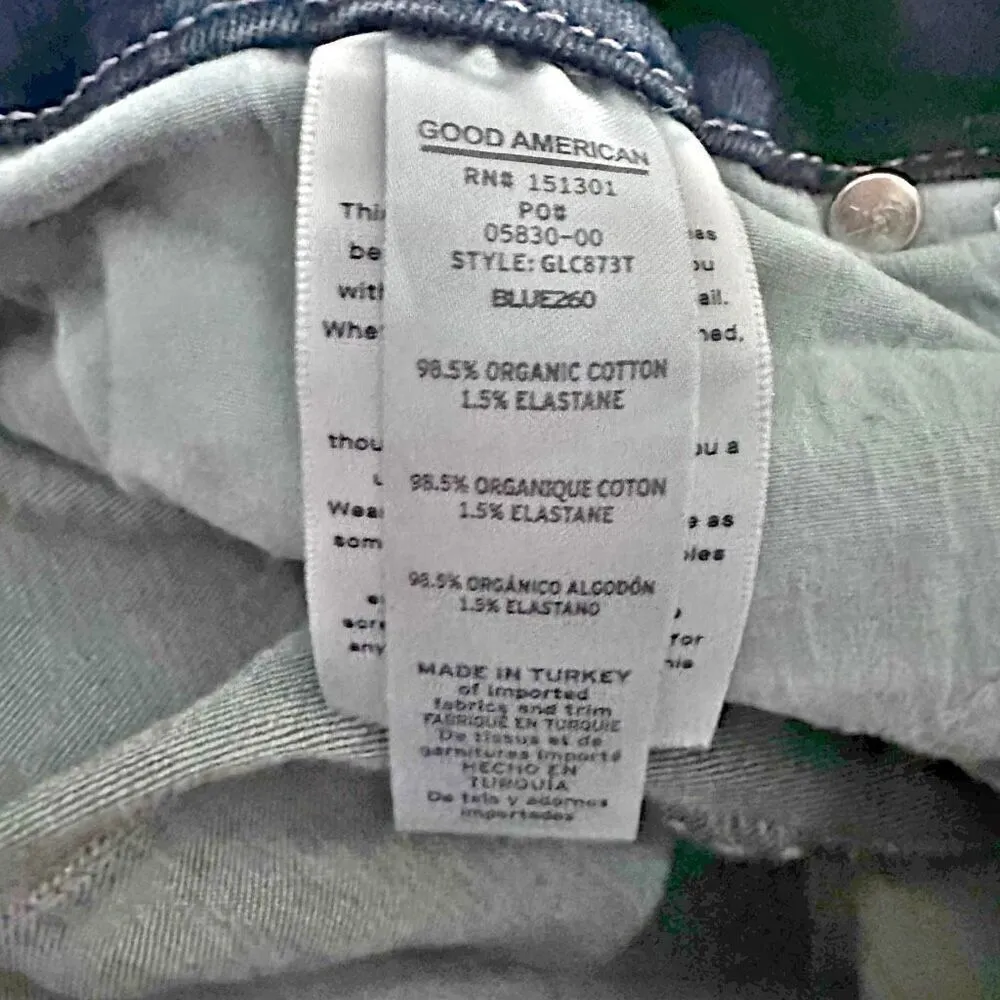 GOOD AMERICAN
RN# 151301
PO#
05830-00
STYLE: GLC873T
BLUE260
98.5% ORGANIC COTTON
1.5% ELASTANE
98.5% ORGANIQUE COTON
1.5% ELASTANE
98.5% ORGÁNICO ALGODÓN
1.5% ELASTANO
MADE IN TURKEY
of imported
fabrics and trim
FABRIQUÉ EN TURQUIE
De tissus et de
garnitures importé
HECHO EN
TURQUÍA
De tela y adornos
importados